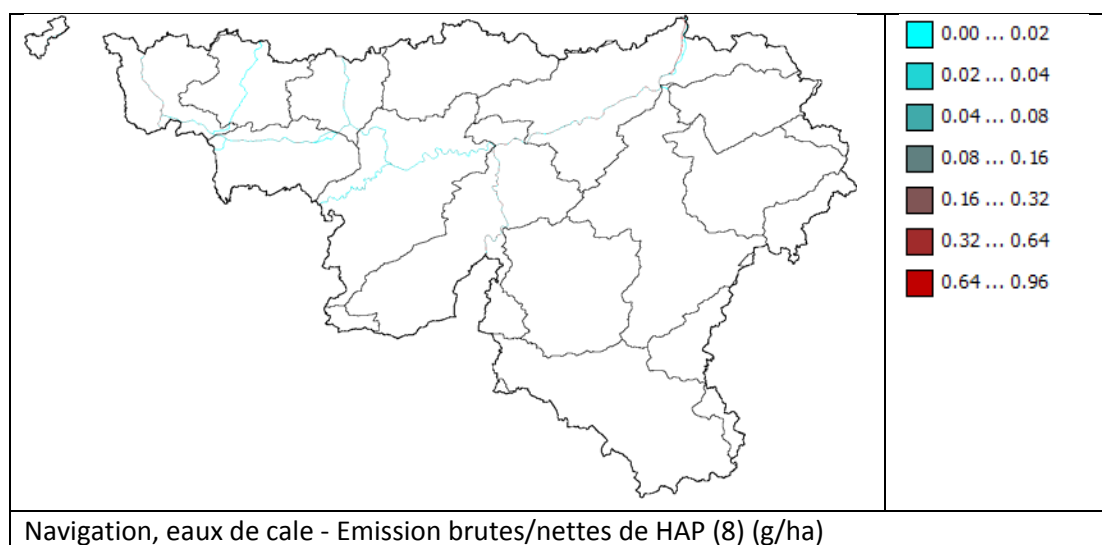 0.00 ... 0.02
0.02 ... 0.04
0.04 ... 0.08
0.08 ... 0.16
0.16 ... 0.32
0.32 ... 0.64
0.64 ... 0.96
Navigation, eaux de cale - Emission brutes/nettes de HAP (8) (g/ha)